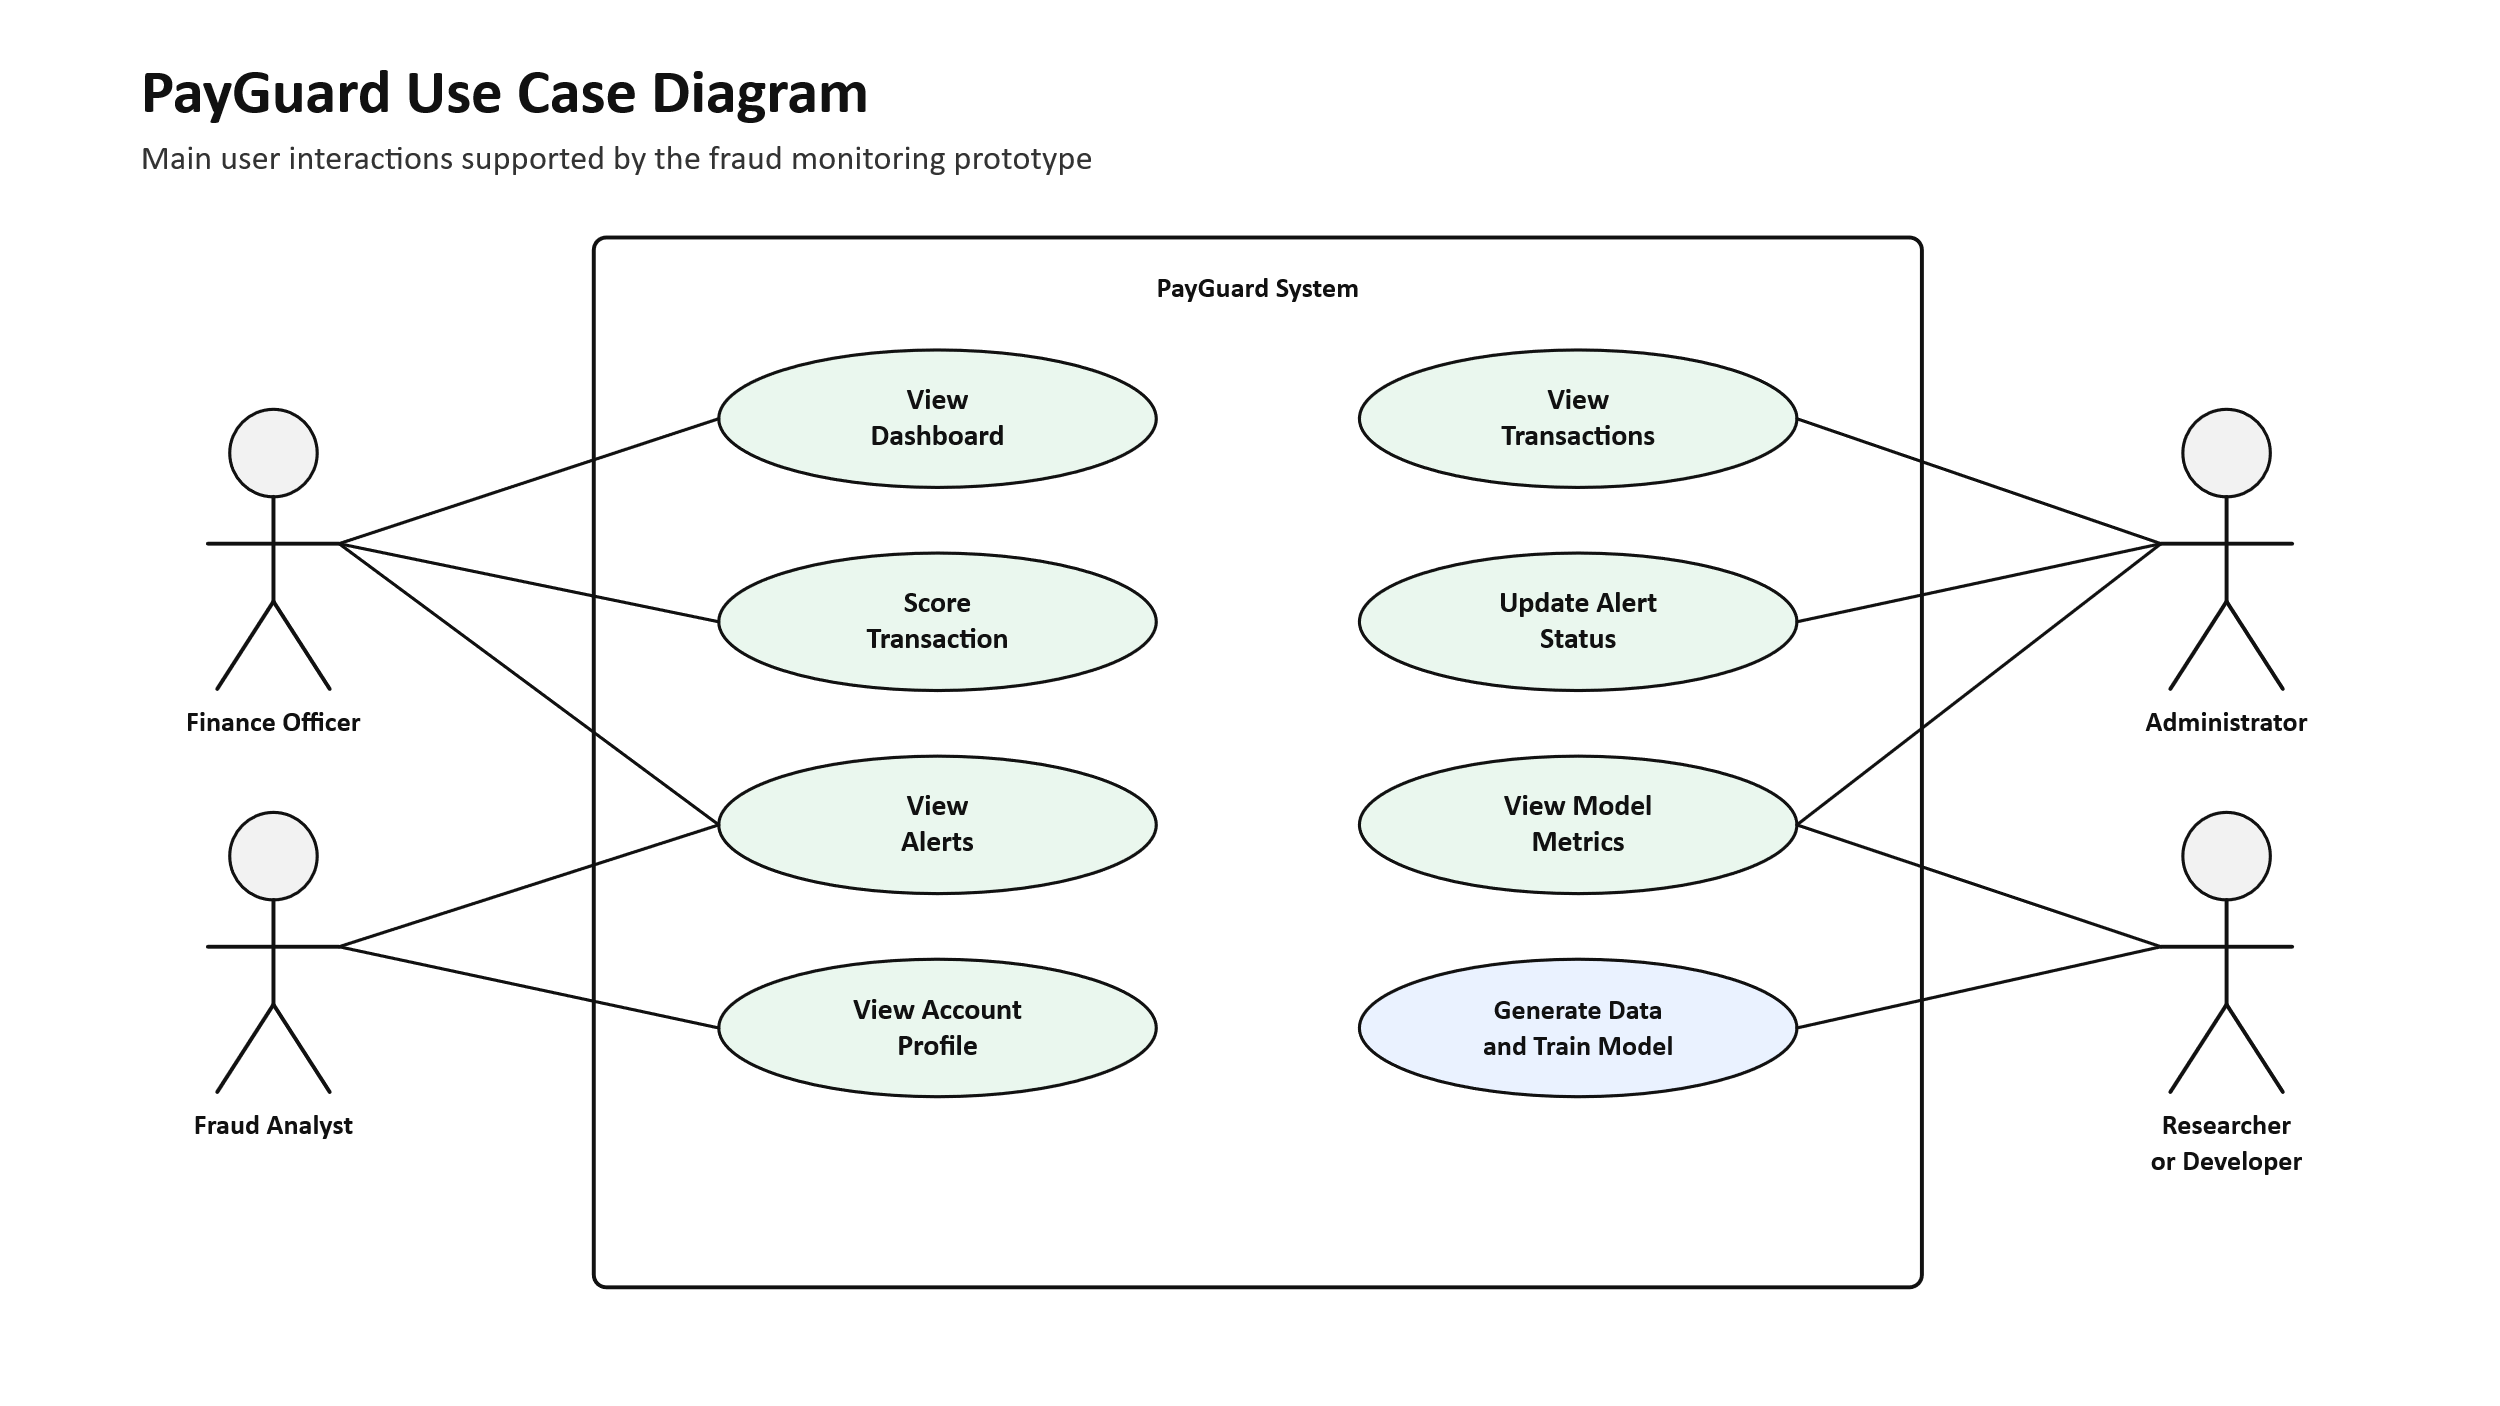 PayGuard Use Case Diagram
Main user interactions supported by the fraud monitoring prototype
PayGuard System
View
Dashboard
View
Transactions
Score
Transaction
Update Alert
Status
Finance Officer
Administrator
View
Alerts
View Model
Metrics
View Account
Profile
Generate Data
and Train Model
Fraud Analyst
Researcher
or Developer